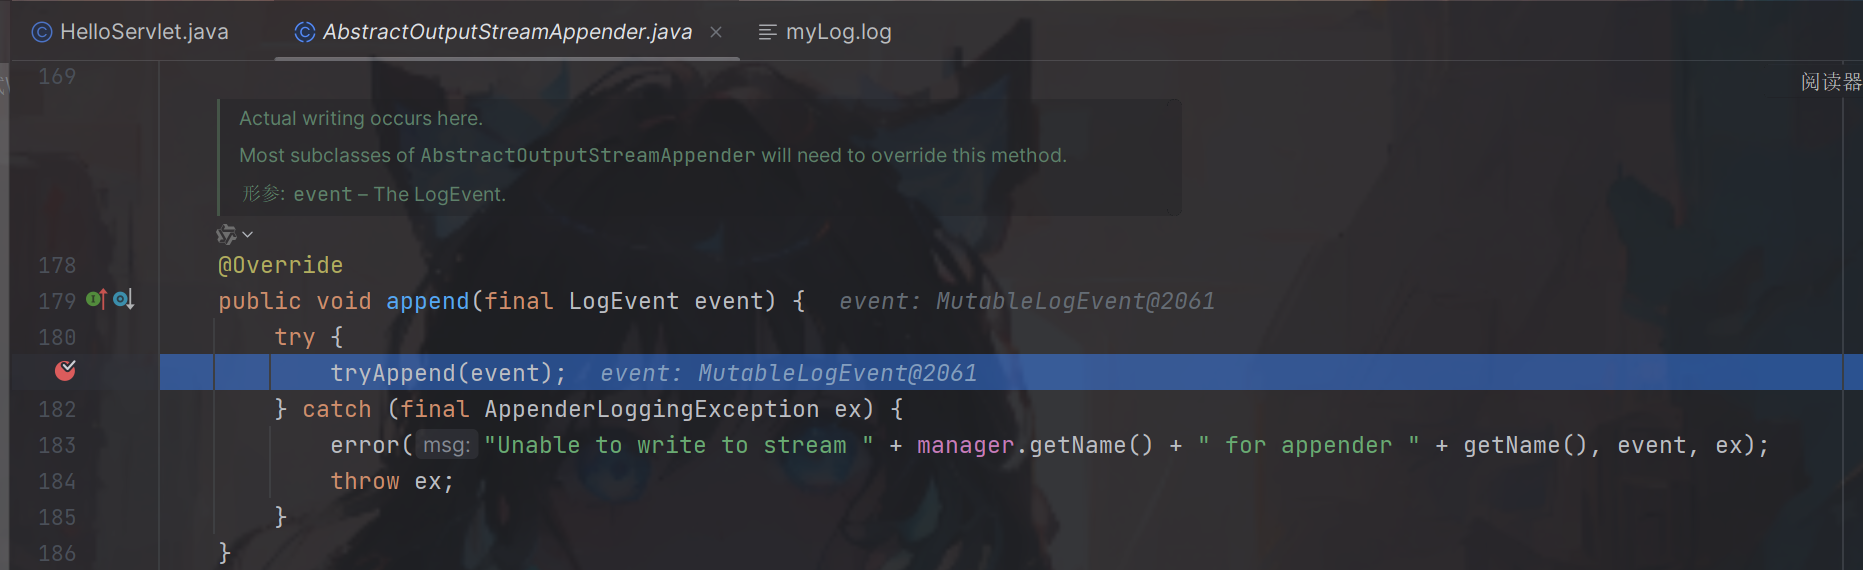 HelloServlet.java AbstractOutputStreamAppender.java myLog.log
169
阅读器
Actual writing occurs here.
Most subclasses of AbstractOutputStreamAppender will need to override this method.
形参: event – The LogEvent.
178 @Override
179 public void append(final LogEvent event) { event: MutableLogEvent@2061
180 try {
tryAppend(event); event: MutableLogEvent@2061
182 } catch (final AppenderLoggingException ex) {
183 error( msg: "Unable to write to stream " + manager.getName() + " for appender " + getName(), event, ex);
184 throw ex;
185 }
186 }